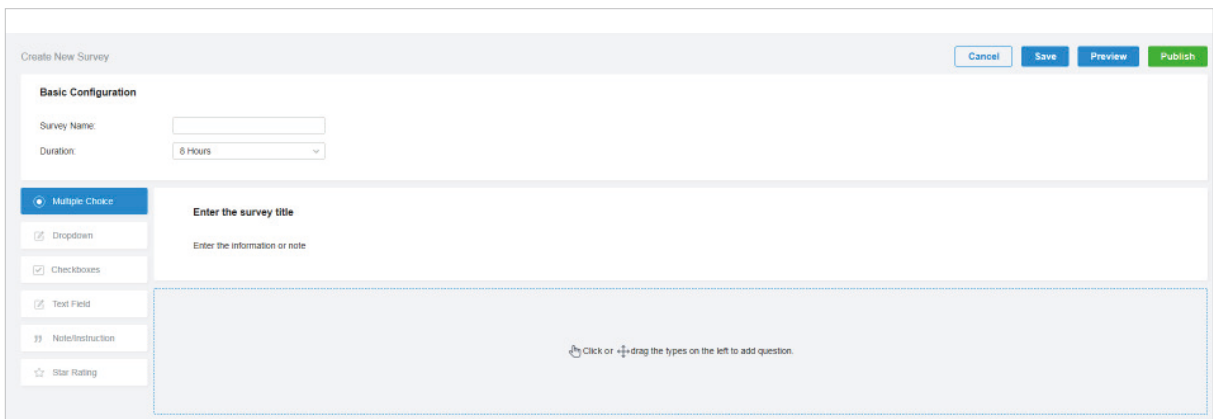 Create New Survey
Cancel
Save
Preview
Publish
Basic Configuration
Survey Name:
Duration:
8 Hours
Multiple Choice
Dropdown
Checkboxes
Text Field
Note/Instruction
Star Rating
Enter the survey title
Enter the information or note
Click or drag the types on the left to add question.